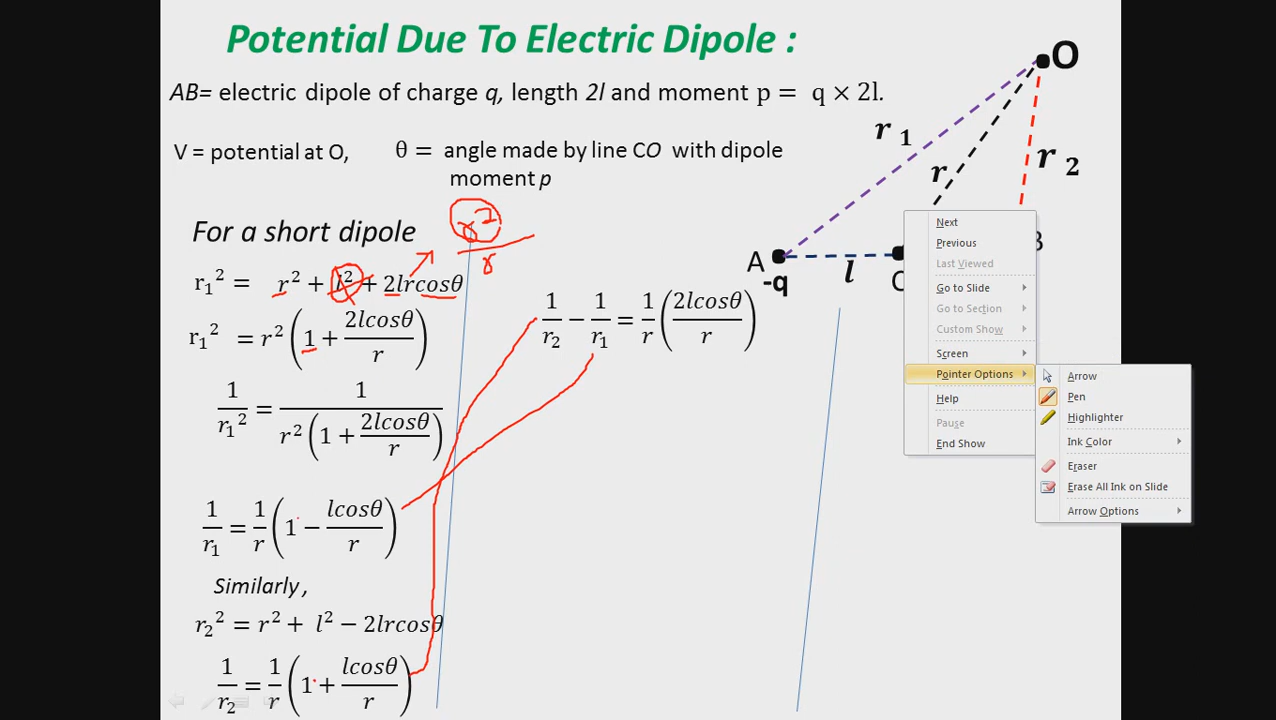 Potential Due To Electric Dipole :
AB= electric dipole of charge q, length 2l and moment p = q × 2l.
V = potential at O, θ = angle made by line CO with dipole
moment p
For a short dipole
r₁² = r² + l² + 2lrcosθ
r₁² = r² (1 + 2lcosθ/r)
1/r₁² = 1/(r² (1 + 2lcosθ/r))
1/r₁ = 1/r (1 − lcosθ/r)
Similarly,
r₂² = r² + l² − 2lrcosθ
1/r₂ = 1/r (1 + lcosθ/r)
1/r₂ − 1/r₁ = 1/r (2lcosθ/r)
O
r 1
r
r 2
A
-q
l
Next
Previous
Last Viewed
Go to Slide
Go to Section
Custom Show
Screen
Pointer Options
Help
Pause
End Show
Arrow
Pen
Highlighter
Ink Color
Eraser
Erase All Ink on Slide
Arrow Options